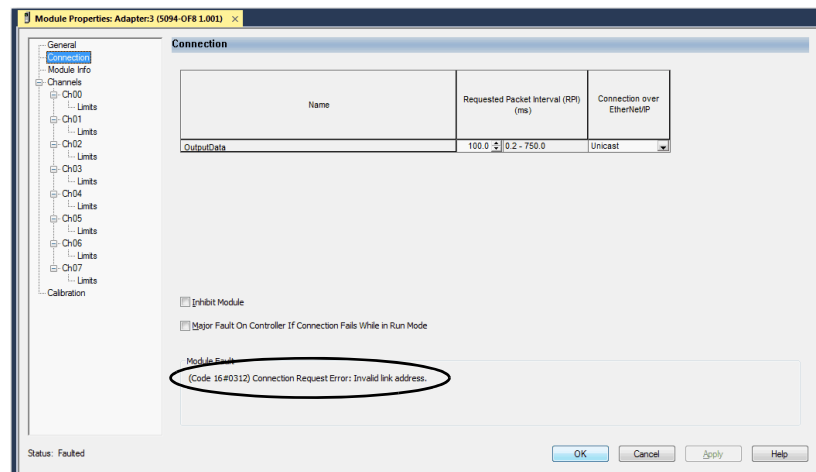 Module Properties: Adapter:3 (5094-OF8 1.001) ×
General
Connection
Module Info
Channels
Ch00
Limits
Ch01
Limits
Ch02
Limits
Ch03
Limits
Ch04
Limits
Ch05
Limits
Ch06
Limits
Ch07
Limits
Calibration
Connection
Name
Requested Packet Interval (RPI)
(ms)
Connection over
EtherNet/IP
OutputData 100.0 0.2 - 750.0 Unicast
Inhibit Module
Major Fault On Controller If Connection Fails While in Run Mode
Module Fault
(Code 16#0312) Connection Request Error: Invalid link address.
Status: Faulted
OK Cancel Apply Help